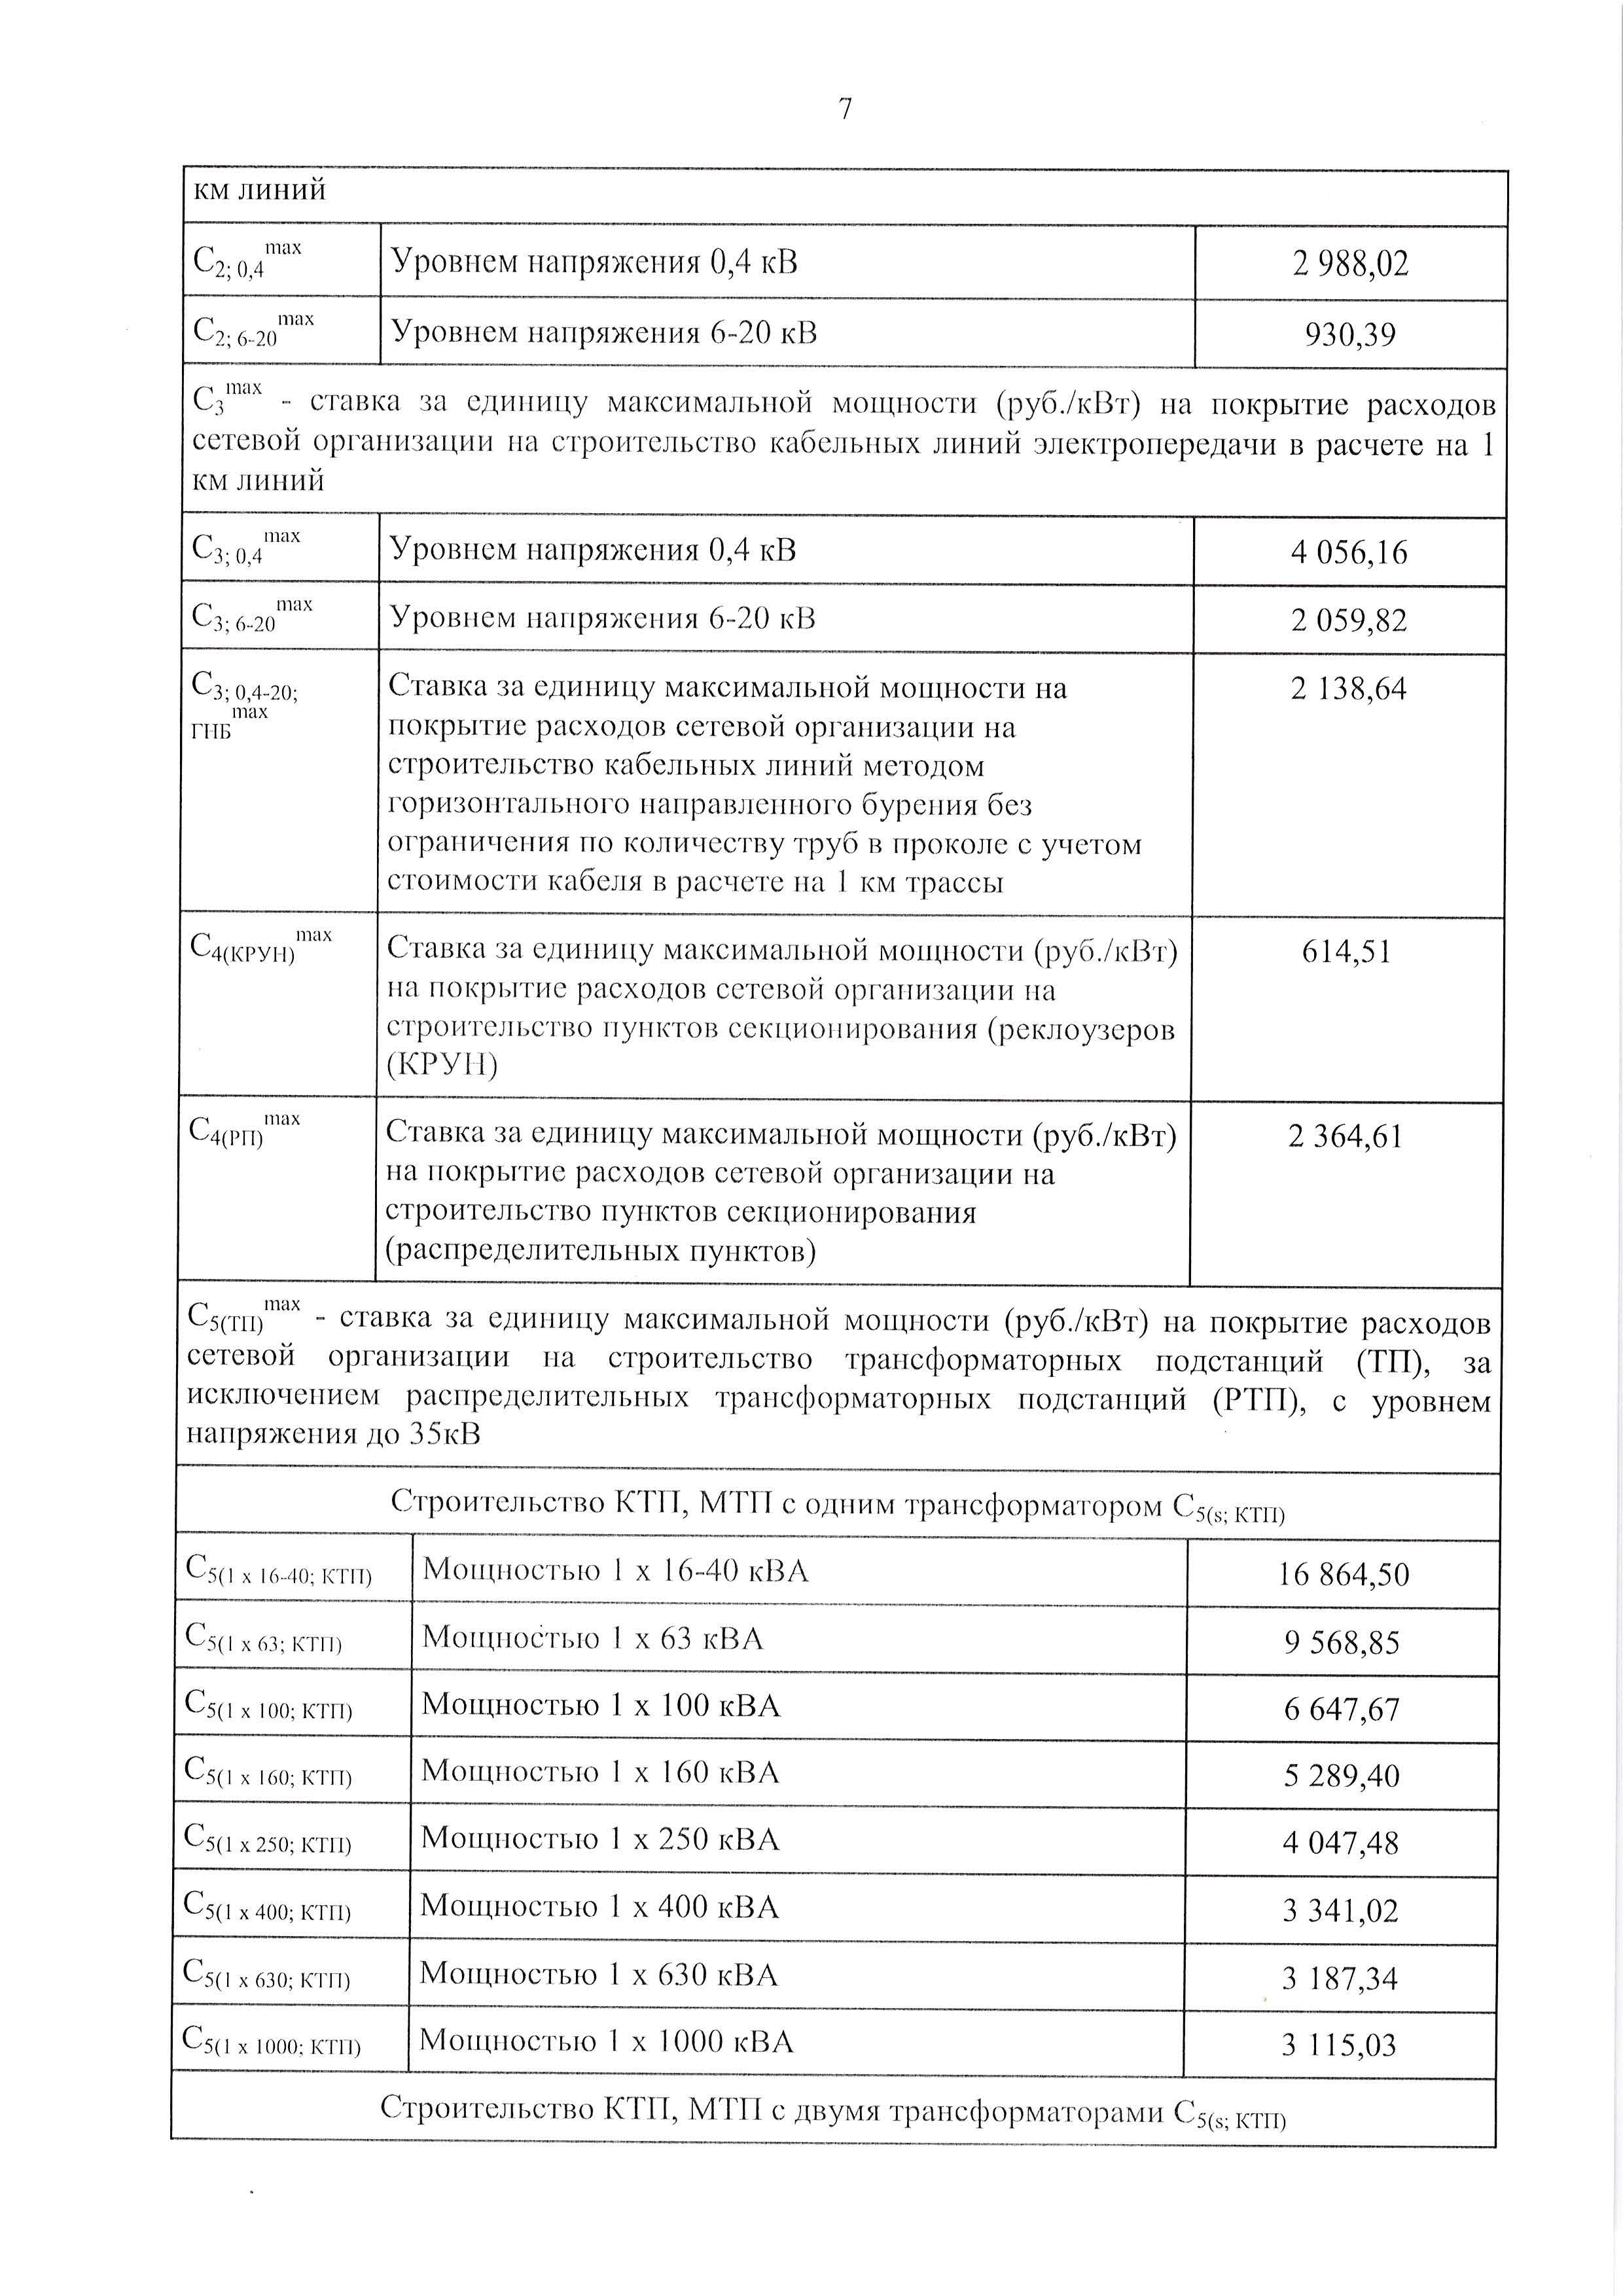 7
км линий
C2; 0,4 max Уровнем напряжения 0,4 кВ 2 988,02
C2; 6-20 max Уровнем напряжения 6-20 кВ 930,39
C3 max - ставка за единицу максимальной мощности (руб./кВт) на покрытие расходов
сетевой организации на строительство кабельных линий электропередачи в расчете на 1
км линий
C3; 0,4 max Уровнем напряжения 0,4 кВ 4 056,16
C3; 6-20 max Уровнем напряжения 6-20 кВ 2 059,82
C3; 0,4-20;
ГНБ max
Ставка за единицу максимальной мощности на
покрытие расходов сетевой организации на
строительство кабельных линий методом
горизонтального направленного бурения без
ограничения по количеству труб в проколе с учетом
стоимости кабеля в расчете на 1 км трассы
2 138,64
C4(КРУН) max
Ставка за единицу максимальной мощности (руб./кВт)
на покрытие расходов сетевой организации на
строительство пунктов секционирования (реклоузеров
(КРУН)
614,51
C4(РП) max
Ставка за единицу максимальной мощности (руб./кВт)
на покрытие расходов сетевой организации на
строительство пунктов секционирования
(распределительных пунктов)
2 364,61
C5(ТП) max - ставка за единицу максимальной мощности (руб./кВт) на покрытие расходов
сетевой организации на строительство трансформаторных подстанций (ТП), за
исключением распределительных трансформаторных подстанций (РТП), с уровнем
напряжения до 35кВ
Строительство КТП, МТП с одним трансформатором C5(s; КТП)
C5(1 x 16-40; КТП) Мощностью 1 x 16-40 кВА 16 864,50
C5(1 x 63; КТП) Мощностью 1 x 63 кВА 9 568,85
C5(1 x 100; КТП) Мощностью 1 x 100 кВА 6 647,67
C5(1 x 160; КТП) Мощностью 1 x 160 кВА 5 289,40
C5(1 x 250; КТП) Мощностью 1 x 250 кВА 4 047,48
C5(1 x 400; КТП) Мощностью 1 x 400 кВА 3 341,02
C5(1 x 630; КТП) Мощностью 1 x 630 кВА 3 187,34
C5(1 x 1000; КТП) Мощностью 1 x 1000 кВА 3 115,03
Строительство КТП, МТП с двумя трансформаторами C5(s; КТП)